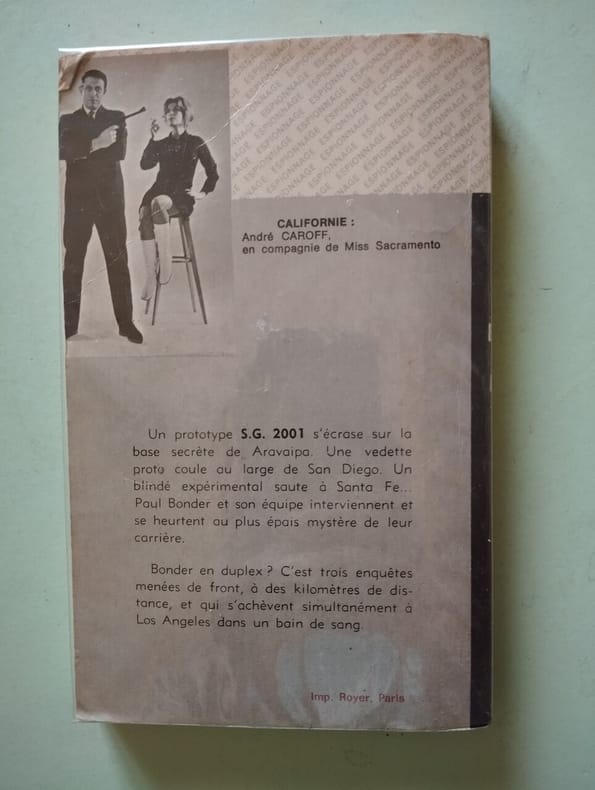 ESPIONNAGE ESPIONNAGE ESPIONNAGE ESPIONNAGE
CALIFORNIE :
André CAROFF,
en compagnie de Miss Sacramento
Un prototype S.G. 2001 s'écrase sur la
base secrète de Aravaipa. Une vedette
proto coule au large de San Diego. Un
blindé expérimental saute à Santa Fe...
Paul Bonder et son équipe interviennent et
se heurtent au plus épais mystère de leur
carrière.
Bonder en duplex ? C'est trois enquêtes
menées de front, à des kilomètres de dis-
tance, et qui s'achèvent simultanément à
Los Angeles dans un bain de sang.
Imp. Royer, Paris